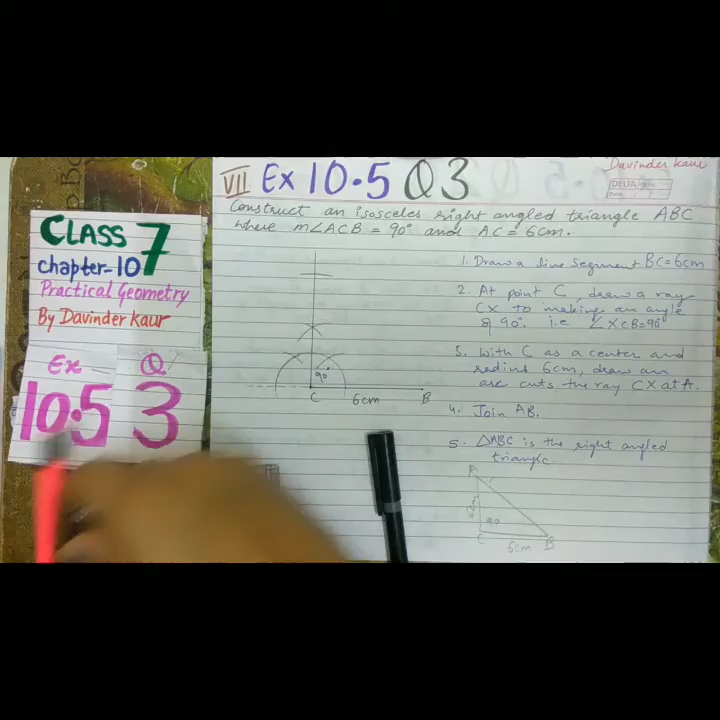 CLASS 7
chapter-10
Practical Geometry
By Davinder Kaur
Ex Q.
10.5 3
Davinder Kaur
DELTA
VII Ex 10.5 Q3
Construct an isosceles right angled triangle ABC
where m∠ACB = 90° and AC = 6cm.
1. Draw a line segment BC = 6cm
2. At point C, draw a ray
CX to making an angle
of 90°. i.e ∠XCB = 90°
3. With C as a center and
radius 6cm, draw an
arc cuts the ray CX at A.
4. Join AB.
5. △ABC is the right angled
triangle
90°
C 6cm B
A
90
C 6cm B